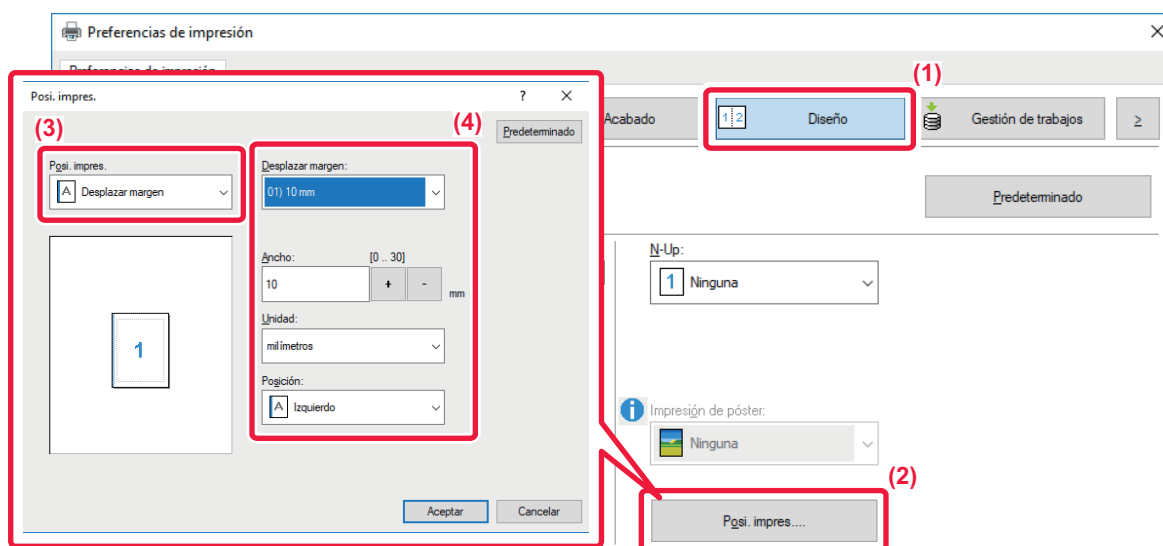 Preferencias de impresión
Preferencias de impresión
(1)
Acabado
1 2 Diseño
Gestión de trabajos
≥
Predeterminado
N-Up:
1 Ninguna
Impresión de póster:
Ninguna
(2)
Posi. impres....
Posi. impres.
?
(3)
(4)
Predeterminado
Posi. impres.
A Desplazar margen
1
Desplazar margen:
01) 10 mm
Ancho: [0 .. 30]
10 + - mm
Unidad:
milímetros
Posición:
A Izquierdo
Aceptar Cancelar